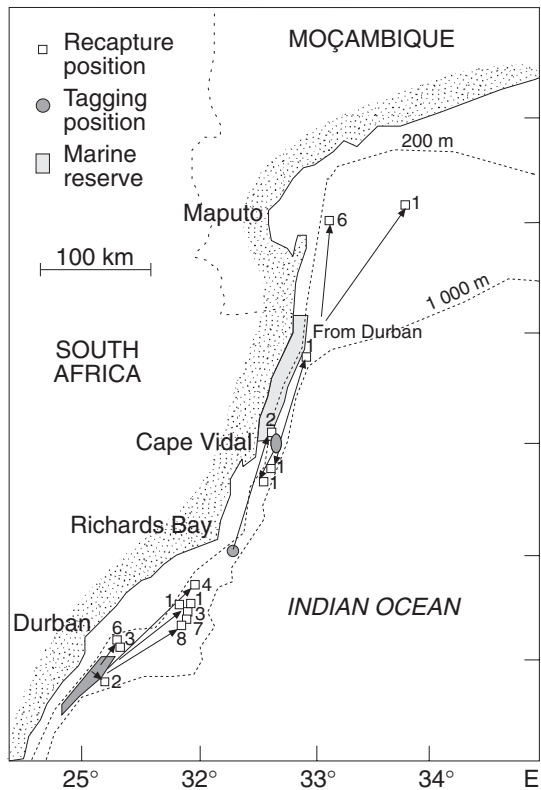 MOÇAMBIQUE
Recapture
position
Tagging
position
Marine
reserve
200 m
Maputo
6
1
100 km
1 000 m
From Durban
1
SOUTH
AFRICA
2
Cape Vidal
1
1
Richards Bay
4
1
1
3
INDIAN OCEAN
Durban
6
7
3
8
2
25°
32°
33°
34°
E